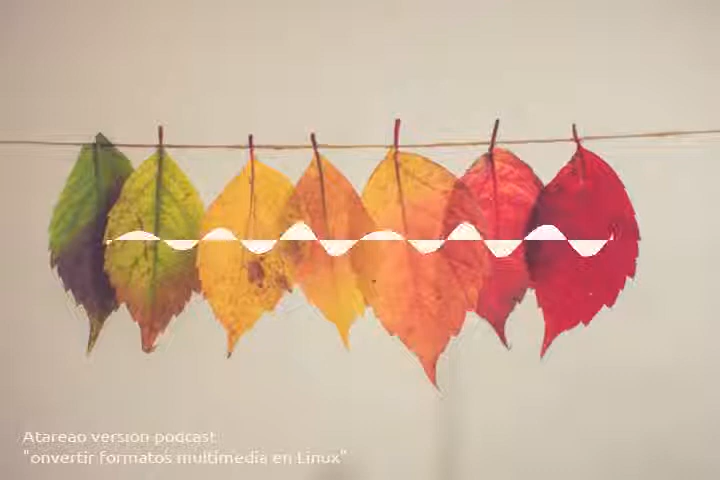 Atareao versión podcast
"onvertir formatos multimedia en Linux"